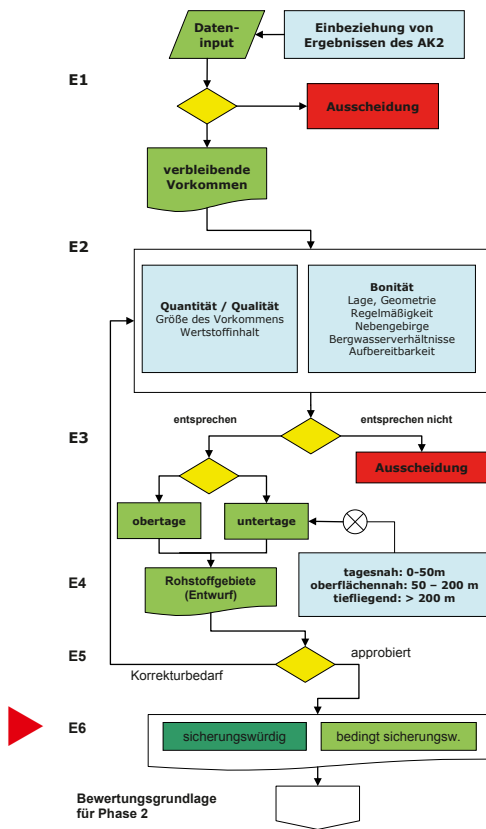 Daten-
input
Einbeziehung von
Ergebnissen des AK2
E1
Ausscheidung
verbleibende
Vorkommen
E2
Quantität / Qualität
Größe des Vorkommens
Wertstoffinhalt
Bonität
Lage, Geometrie
Regelmäßigkeit
Nebengebirge
Bergwasserverhältnisse
Aufbereitbarkeit
entsprechen
entsprechen nicht
E3
Ausscheidung
obertage
untertage
E4
Rohstoffgebiete
(Entwurf)
tagesnah: 0-50m
oberflächennah: 50 – 200 m
tiefliegend: > 200 m
E5
approbiert
Korrekturbedarf
E6
sicherungswürdig
bedingt sicherungsw.
Bewertungsgrundlage
für Phase 2